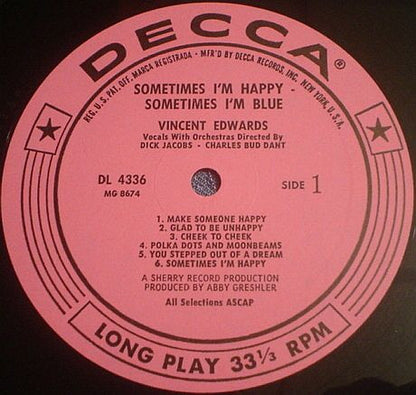 DECCA®
REG. U.S. PAT. OFF. MARCA REGISTRADA • MFR'D BY DECCA RECORDS, INC. NEW YORK, U.S.A.
SOMETIMES I'M HAPPY -
SOMETIMES I'M BLUE
VINCENT EDWARDS
Vocals With Orchestras Directed By
DICK JACOBS - CHARLES BUD DANT
DL 4336
MG 8674
SIDE 1
1. MAKE SOMEONE HAPPY
2. GLAD TO BE UNHAPPY
3. CHEEK TO CHEEK
4. POLKA DOTS AND MOONBEAMS
5. YOU STEPPED OUT OF A DREAM
6. SOMETIMES I'M HAPPY
A SHERRY RECORD PRODUCTION
PRODUCED BY ABBY GRESHLER
All Selections ASCAP
LONG PLAY 33⅓ RPM